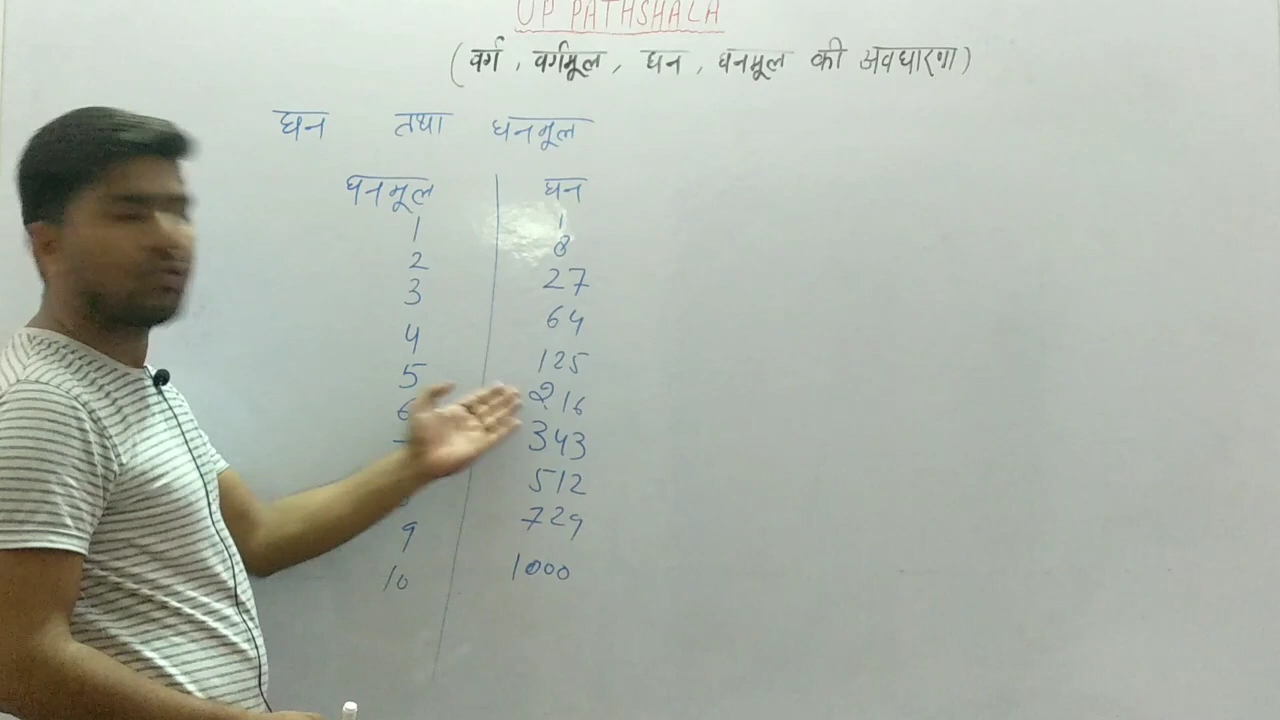 UP PATHSHALA
(वर्ग, वर्गमूल, घन, घनमूल की अवधारणा)
घन तथा घनमूल
घनमूल घन
1 1
2 8
3 27
4 64
5 125
6 216
343
512
9 729
10 1000